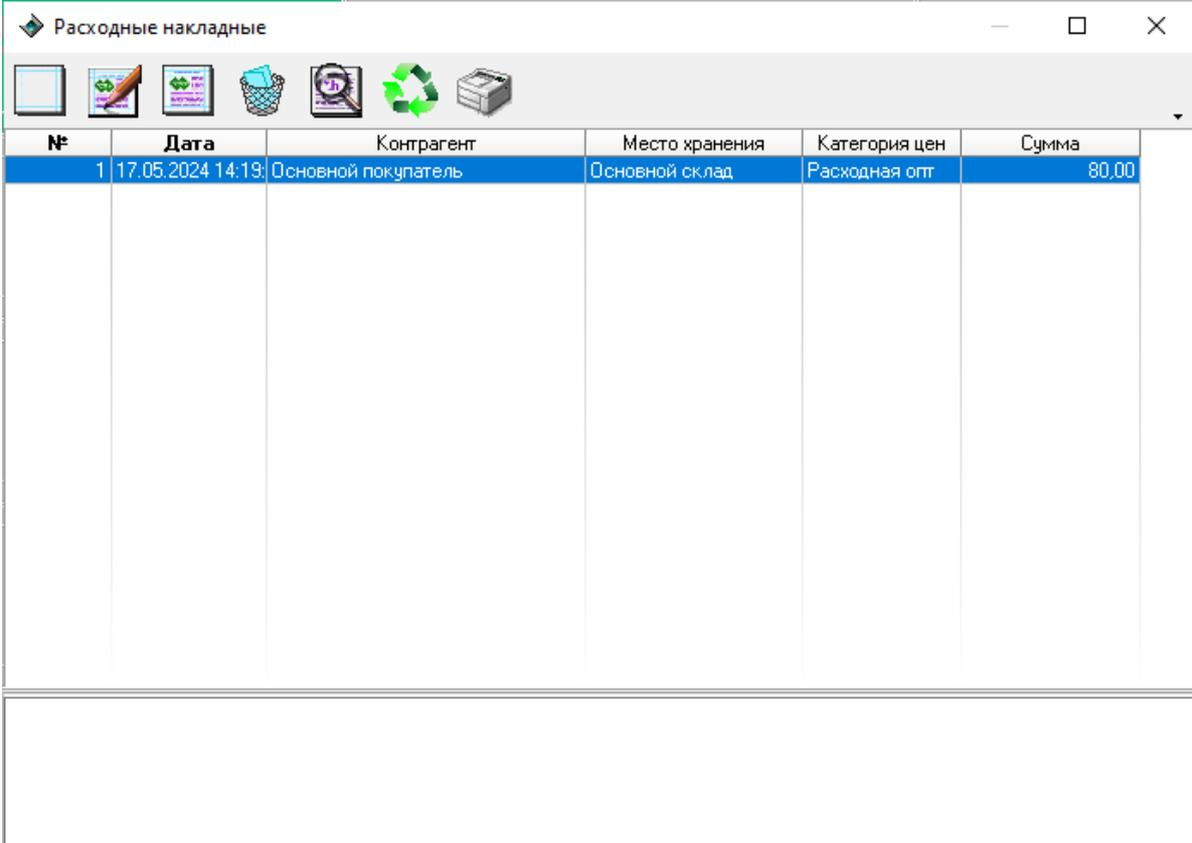 Расходные накладные
№ Дата Контрагент Место хранения Категория цен Сумма
1 17.05.2024 14:19: Основной покупатель Основной склад Расходная опт 80,00